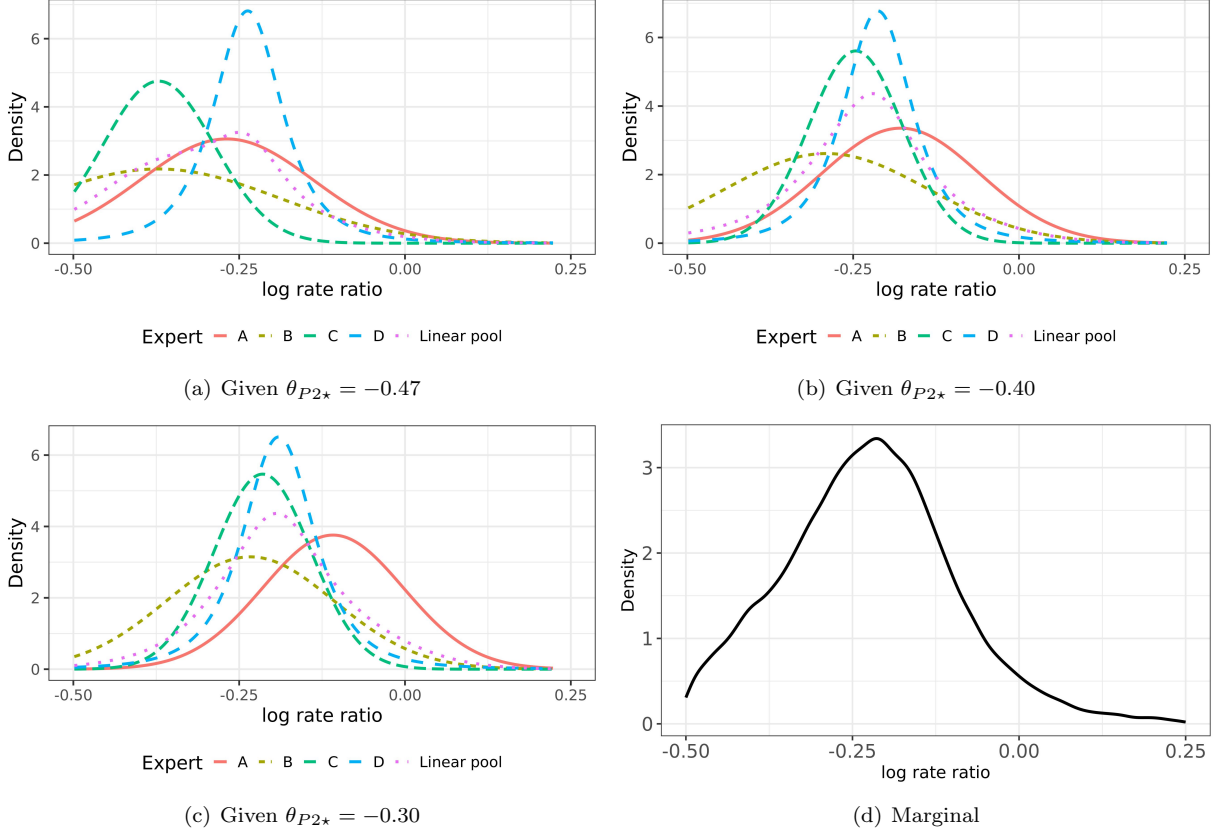 6
4
2
0
Density
-0.50
-0.25
0.00
0.25
log rate ratio
Expert A B C D Linear pool
(a) Given θP2⋆ = −0.47
6
4
2
0
Density
-0.50
-0.25
0.00
0.25
log rate ratio
Expert A B C D Linear pool
(b) Given θP2⋆ = −0.40
6
4
2
0
Density
-0.50
-0.25
0.00
0.25
log rate ratio
Expert A B C D Linear pool
(c) Given θP2⋆ = −0.30
3
2
1
0
Density
-0.50
-0.25
0.00
0.25
log rate ratio
(d) Marginal